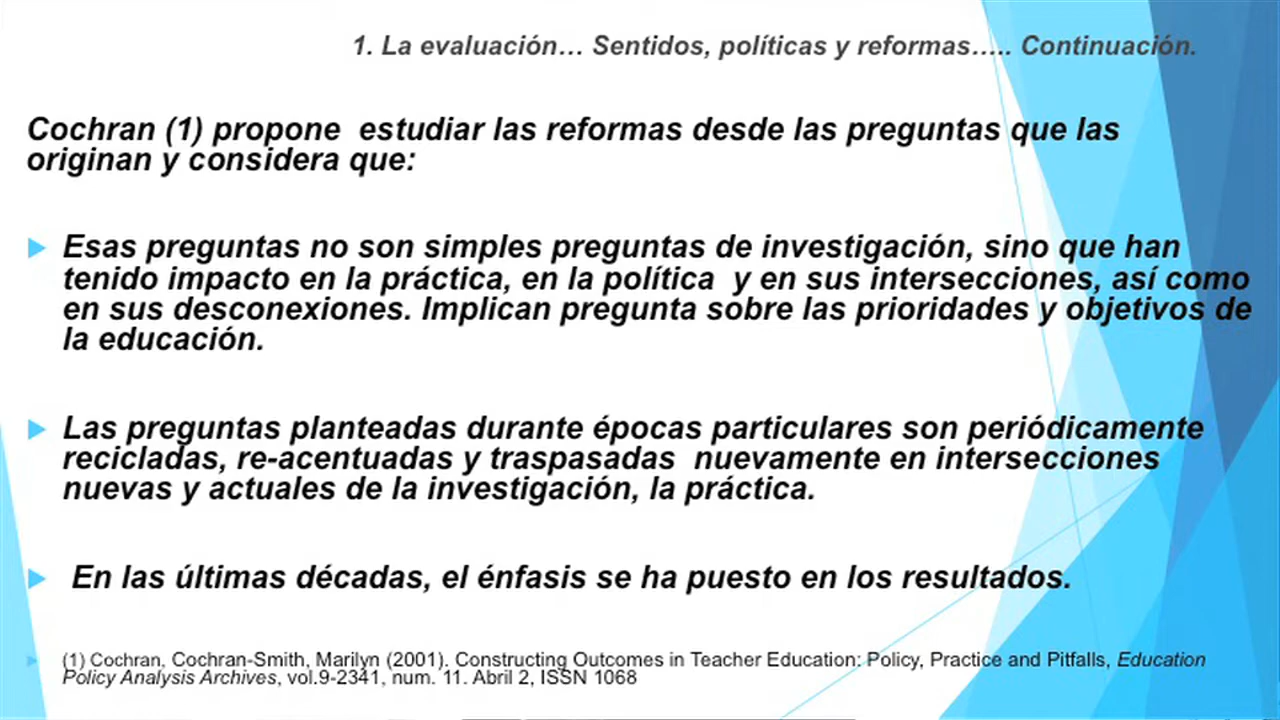 1. La evaluación… Sentidos, políticas y reformas….. Continuación.
Cochran (1) propone estudiar las reformas desde las preguntas que las
originan y considera que:
Esas preguntas no son simples preguntas de investigación, sino que han
tenido impacto en la práctica, en la política y en sus intersecciones, así como
en sus desconexiones. Implican pregunta sobre las prioridades y objetivos de
la educación.
Las preguntas planteadas durante épocas particulares son periódicamente
recicladas, re-acentuadas y traspasadas nuevamente en intersecciones
nuevas y actuales de la investigación, la práctica.
En las últimas décadas, el énfasis se ha puesto en los resultados.
(1) Cochran, Cochran-Smith, Marilyn (2001). Constructing Outcomes in Teacher Education: Policy, Practice and Pitfalls, Education
Policy Analysis Archives, vol.9-2341, num. 11. Abril 2, ISSN 1068